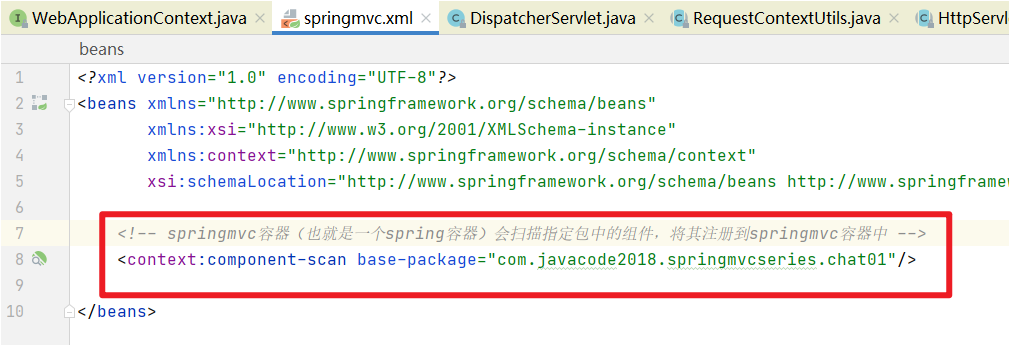 WebApplicationContext.java springmvc.xml DispatcherServlet.java RequestContextUtils.java HttpServl
beans
1 <?xml version="1.0" encoding="UTF-8"?>
2 <beans xmlns="http://www.springframework.org/schema/beans"
3 xmlns:xsi="http://www.w3.org/2001/XMLSchema-instance"
4 xmlns:context="http://www.springframework.org/schema/context"
5 xsi:schemaLocation="http://www.springframework.org/schema/beans http://www.springframew
6
7 <!-- springmvc容器（也就是一个spring容器）会扫描指定包中的组件，将其注册到springmvc容器中 -->
8 <context:component-scan base-package="com.javacode2018.springmvcseries.chat01"/>
9
10 </beans>